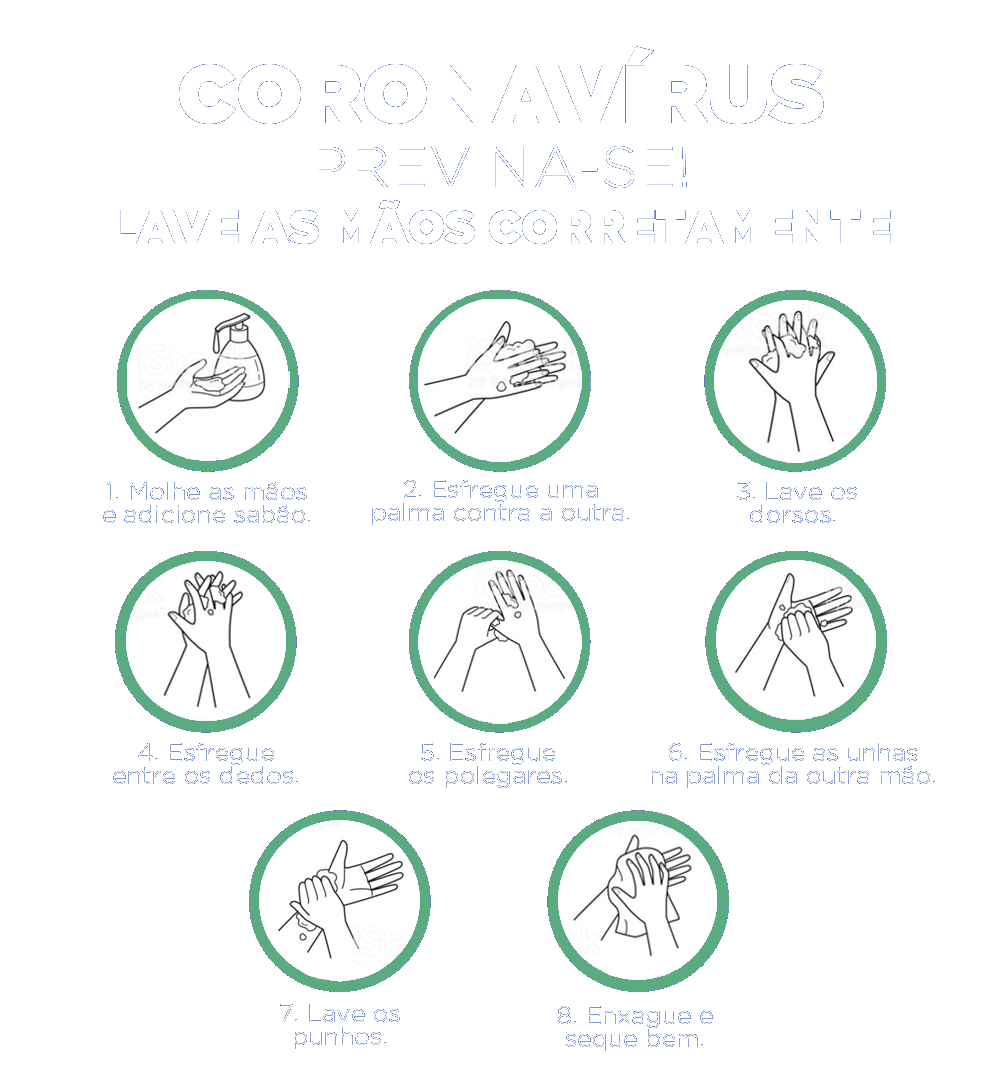 CORONAVÍRUS
PREVINA-SE!
LAVE AS MÃOS CORRETAMENTE
1. Molhe as mãos
e adicione sabão.
2. Esfregue uma
palma contra a outra.
3. Lave os
dorsos.
4. Esfregue
entre os dedos.
5. Esfregue
os polegares.
6. Esfregue as unhas
na palma da outra mão.
7. Lave os
punhos.
8. Enxague e
seque bem.